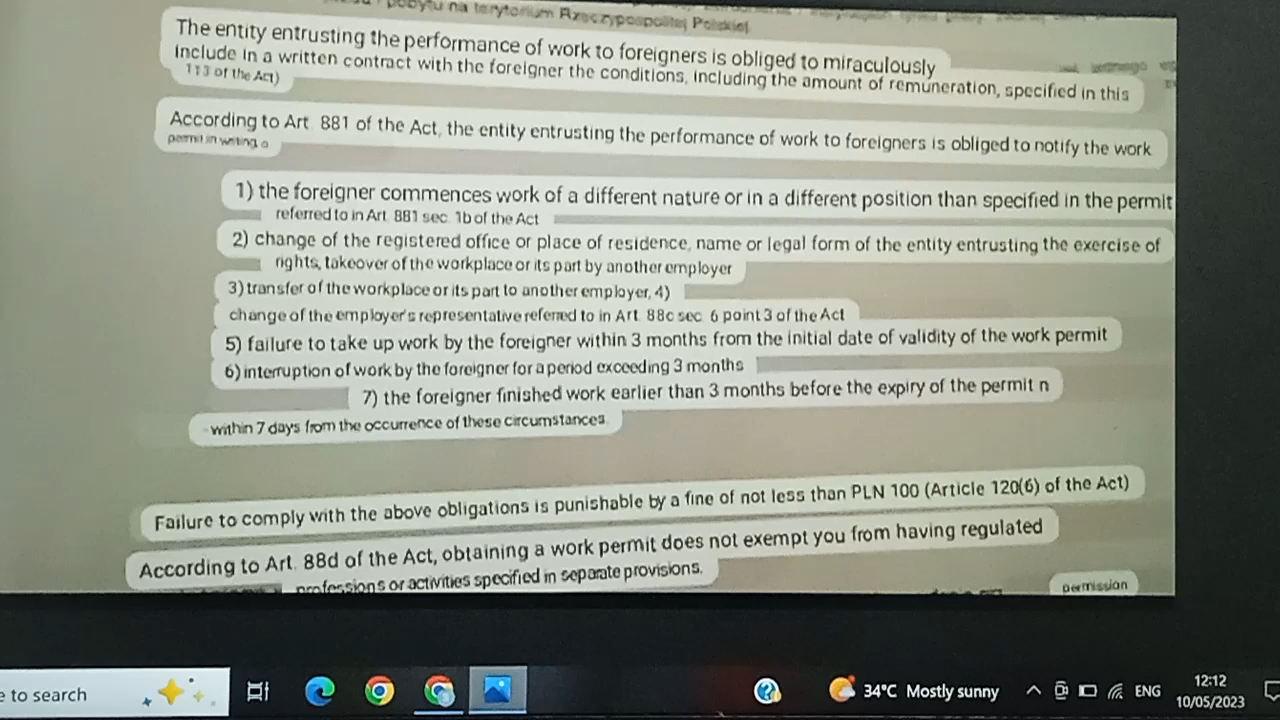 pobytu na terytorium Rzeczypospolitej Polskiej
The entity entrusting the performance of work to foreigners is obliged to miraculously
include in a written contract with the foreigner the conditions, including the amount of remuneration, specified in this
113 of the Act)
According to Art. 881 of the Act, the entity entrusting the performance of work to foreigners is obliged to notify the work
permit in writing, a
1) the foreigner commences work of a different nature or in a different position than specified in the permit
referred to in Art. 881 sec. 1b of the Act
2) change of the registered office or place of residence, name or legal form of the entity entrusting the exercise of
rights, takeover of the workplace or its part by another employer
3) transfer of the workplace or its part to another employer, 4)
change of the employer's representative referred to in Art. 88c sec. 6 point 3 of the Act
5) failure to take up work by the foreigner within 3 months from the initial date of validity of the work permit
6) interruption of work by the foreigner for a period exceeding 3 months
7) the foreigner finished work earlier than 3 months before the expiry of the permit n
- within 7 days from the occurrence of these circumstances.
Failure to comply with the above obligations is punishable by a fine of not less than PLN 100 (Article 120(6) of the Act)
According to Art. 88d of the Act, obtaining a work permit does not exempt you from having regulated
professions or activities specified in separate provisions.
permission
e to search
34°C Mostly sunny
ENG
12:12
10/05/2023